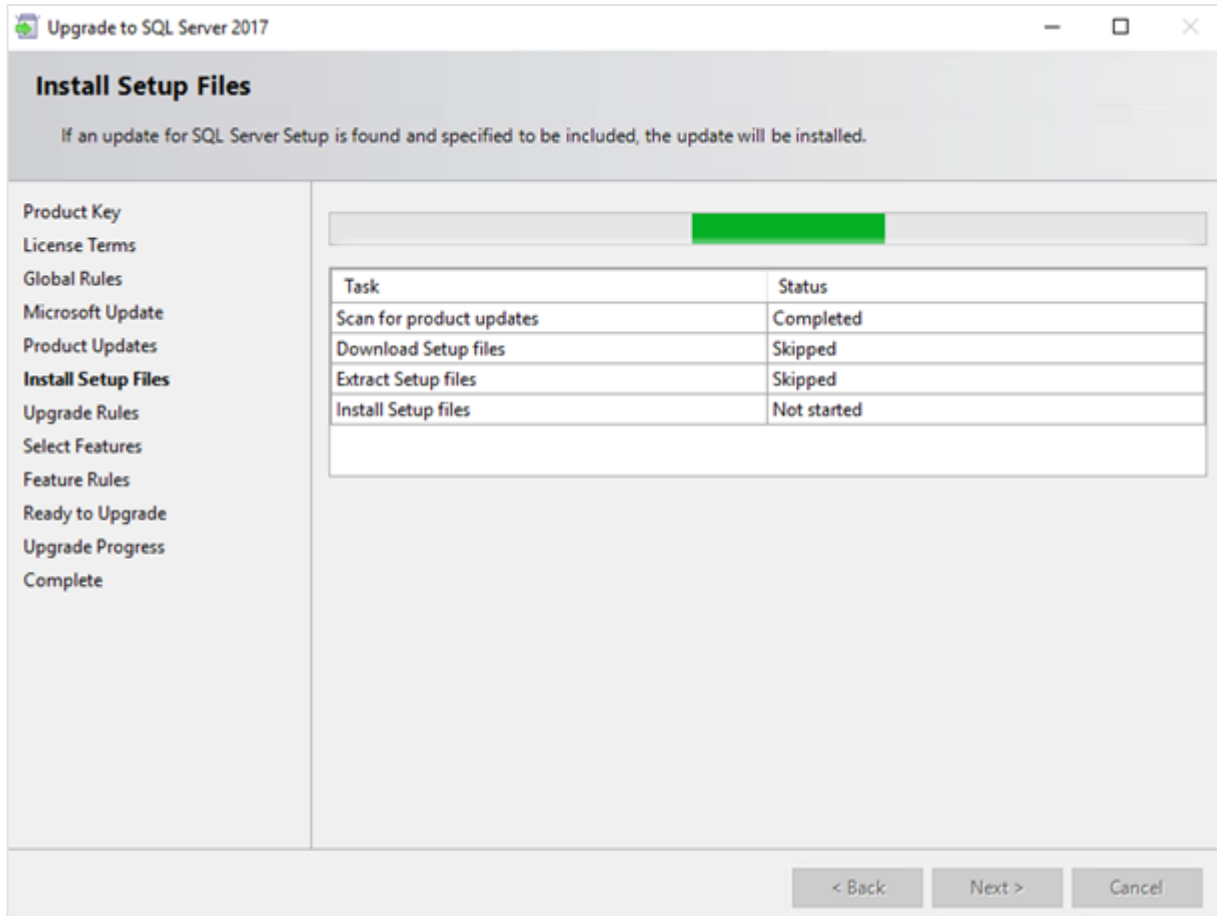 Upgrade to SQL Server 2017
Install Setup Files
If an update for SQL Server Setup is found and specified to be included, the update will be installed.
Product Key
License Terms
Global Rules
Microsoft Update
Product Updates
Install Setup Files
Upgrade Rules
Select Features
Feature Rules
Ready to Upgrade
Upgrade Progress
Complete
Task Status
Scan for product updates Completed
Download Setup files Skipped
Extract Setup files Skipped
Install Setup files Not started
< Back Next > Cancel